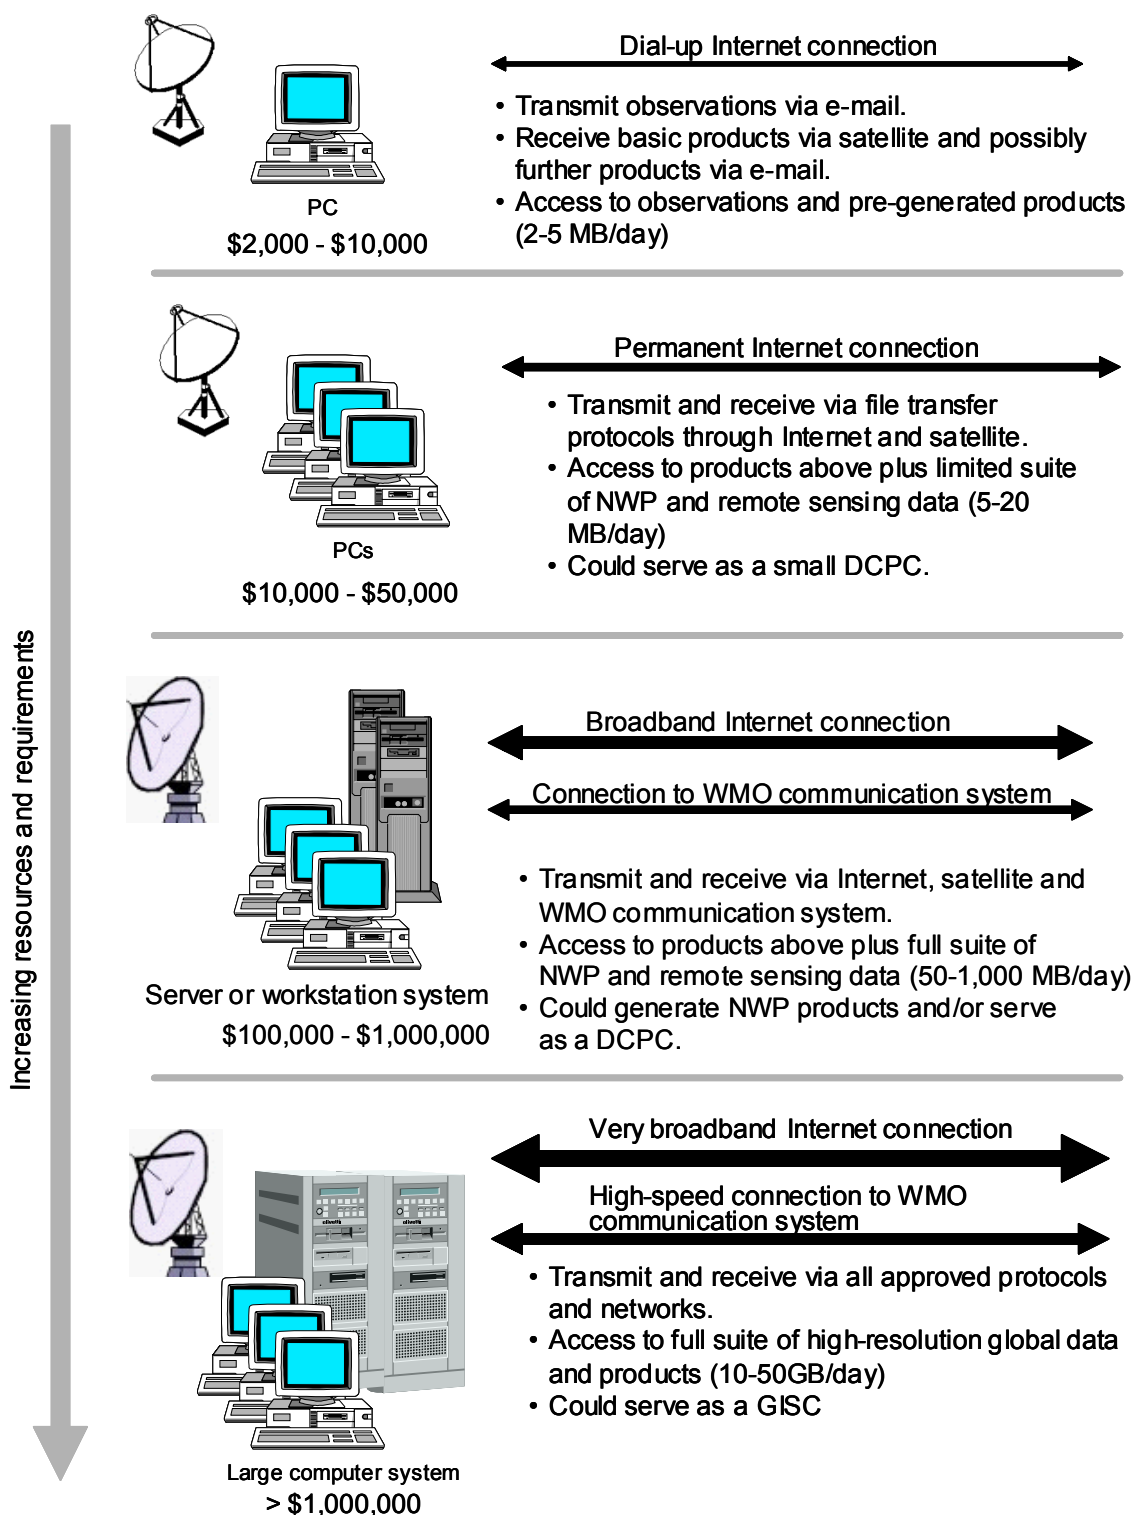 Dial-up Internet connection
• Transmit observations via e-mail.
• Receive basic products via satellite and possibly
further products via e-mail.
• Access to observations and pre-generated products
(2-5 MB/day)
PC
$2,000 - $10,000
Permanent Internet connection
• Transmit and receive via file transfer
protocols through Internet and satellite.
• Access to products above plus limited suite
of NWP and remote sensing data (5-20
MB/day)
• Could serve as a small DCPC.
PCs
$10,000 - $50,000
Increasing resources and requirements
Broadband Internet connection
Connection to WMO communication system
• Transmit and receive via Internet, satellite and
WMO communication system.
• Access to products above plus full suite of
NWP and remote sensing data (50-1,000 MB/day)
• Could generate NWP products and/or serve
as a DCPC.
Server or workstation system
$100,000 - $1,000,000
Very broadband Internet connection
High-speed connection to WMO
communication system
• Transmit and receive via all approved protocols
and networks.
• Access to full suite of high-resolution global data
and products (10-50GB/day)
• Could serve as a GISC
olivetti
olivetti
Large computer system
> $1,000,000